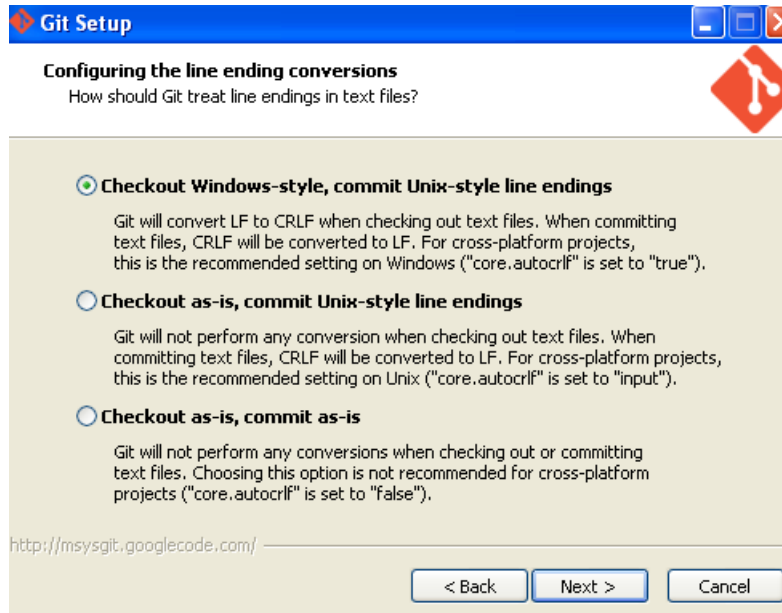 Git Setup
Configuring the line ending conversions
How should Git treat line endings in text files?
Checkout Windows-style, commit Unix-style line endings
Git will convert LF to CRLF when checking out text files. When committing
text files, CRLF will be converted to LF. For cross-platform projects,
this is the recommended setting on Windows ("core.autocrlf" is set to "true").
Checkout as-is, commit Unix-style line endings
Git will not perform any conversion when checking out text files. When
committing text files, CRLF will be converted to LF. For cross-platform projects,
this is the recommended setting on Unix ("core.autocrlf" is set to "input").
Checkout as-is, commit as-is
Git will not perform any conversions when checking out or committing
text files. Choosing this option is not recommended for cross-platform
projects ("core.autocrlf" is set to "false").
http://msysgit.googlecode.com/
< Back Next > Cancel